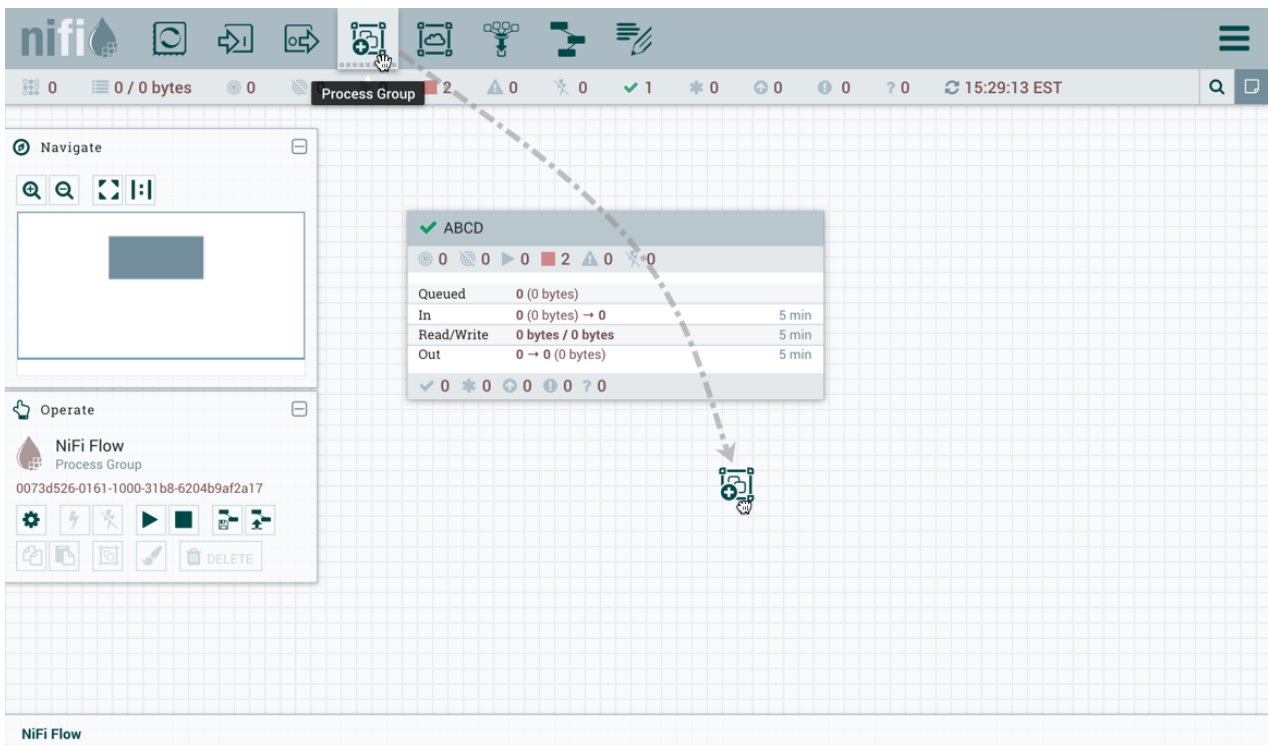 nifi
0 0 / 0 bytes 0 2 0 0 1 0 0 0 ? 0 15:29:13 EST
Process Group
Navigate
ABCD
0 0 0 2 0 0
Queued 0 (0 bytes)
In 0 (0 bytes) → 0 5 min
Read/Write 0 bytes / 0 bytes 5 min
Out 0 → 0 (0 bytes) 5 min
0 0 0 0 ? 0
Operate
NiFi Flow
Process Group
0073d526-0161-1000-31b8-6204b9af2a17
DELETE
NiFi Flow